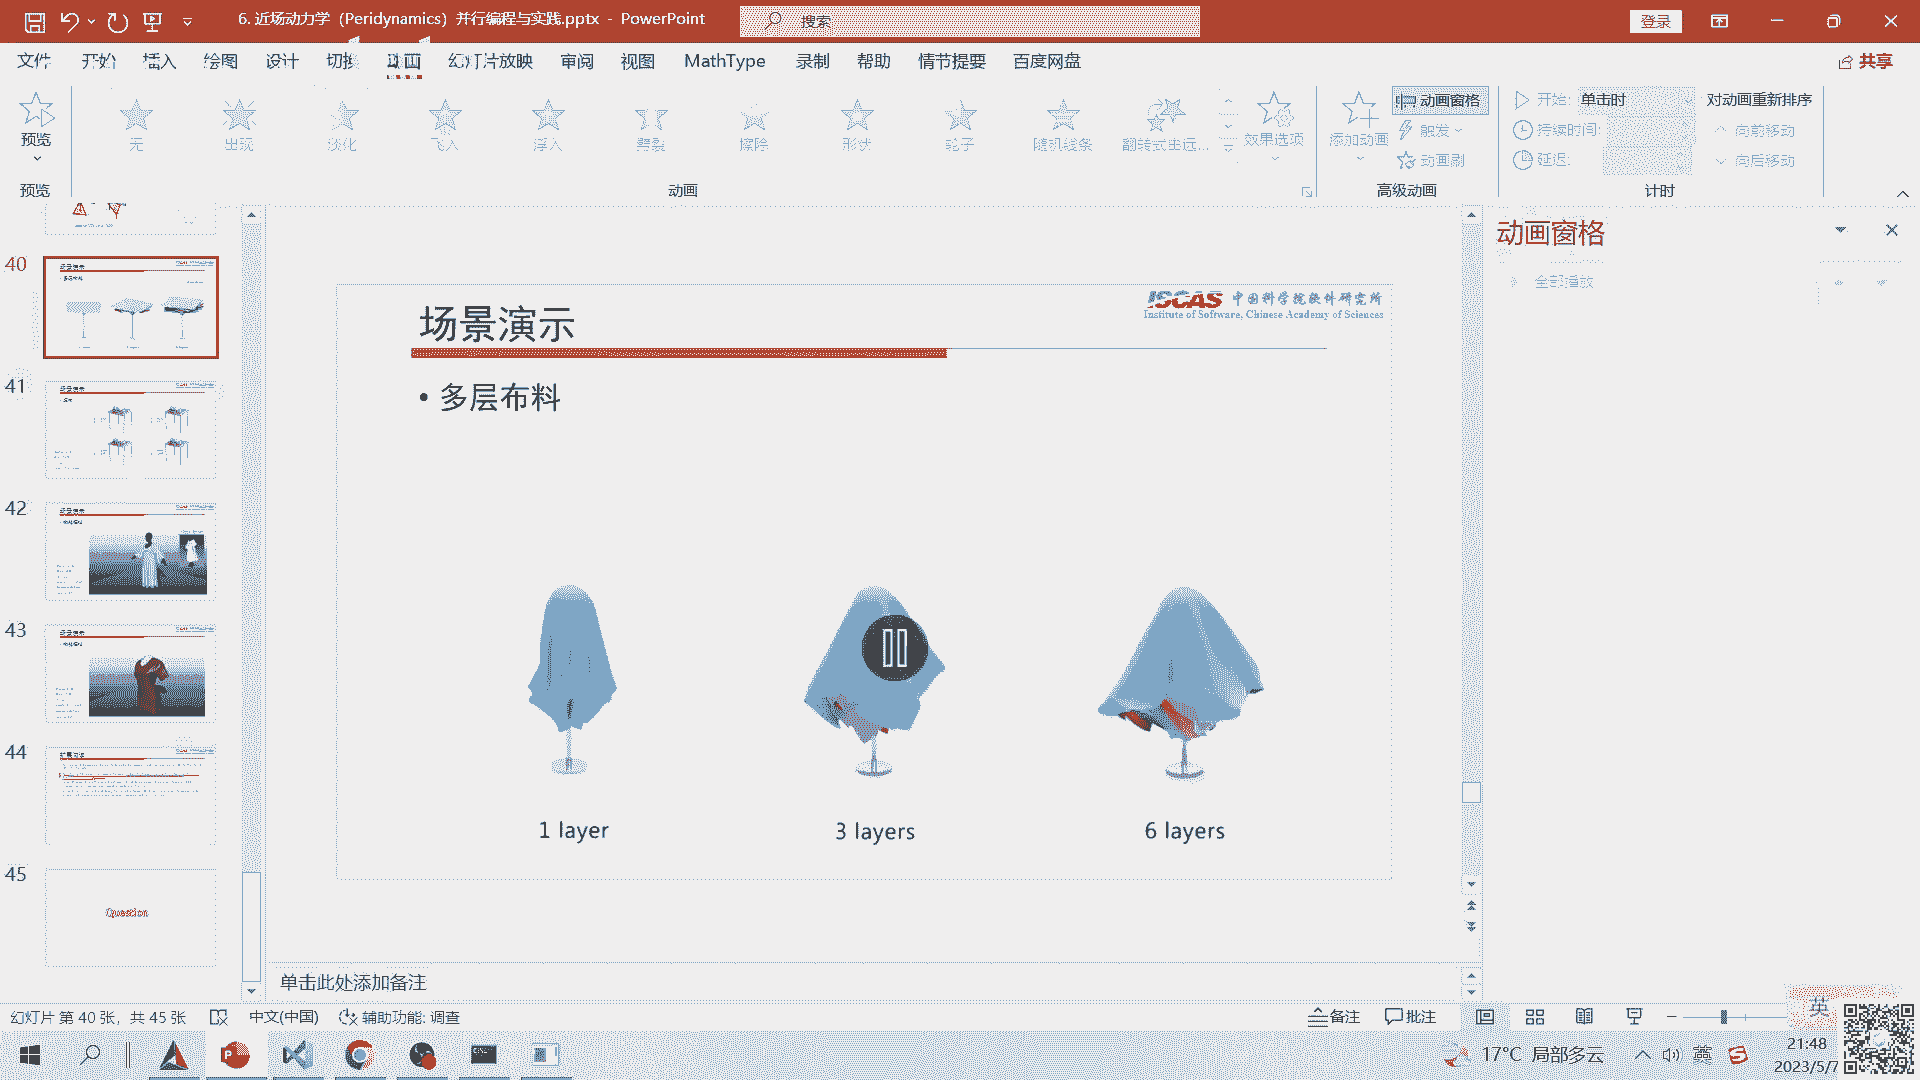 6. 近场动力学（Peridynamics）并行编程与实践.pptx - PowerPoint
搜索
登录
文件 开始 插入 绘图 设计 切换 动画 幻灯片放映 审阅 视图 MathType 录制 帮助 情节提要 百度网盘
共享
预览
无 出现 淡化 飞入 浮入 劈裂 擦除 形状 轮子 随机线条 翻转式由远...
效果选项
添加动画
动画窗格
触发
动画刷
开始: 单击时
持续时间:
延迟:
对动画重新排序
向前移动
向后移动
预览
动画
高级动画
计时
动画窗格
全部播放
40
41
42
43
44
45
Question
场景演示
ISCAS 中国科学院软件研究所
Institute of Software, Chinese Academy of Sciences
• 多层布料
1 layer
3 layers
6 layers
单击此处添加备注
幻灯片 第 40 张，共 45 张
中文(中国)
辅助功能: 调查
备注
批注
英
17°C 局部多云
英
21:48
2023/5/7